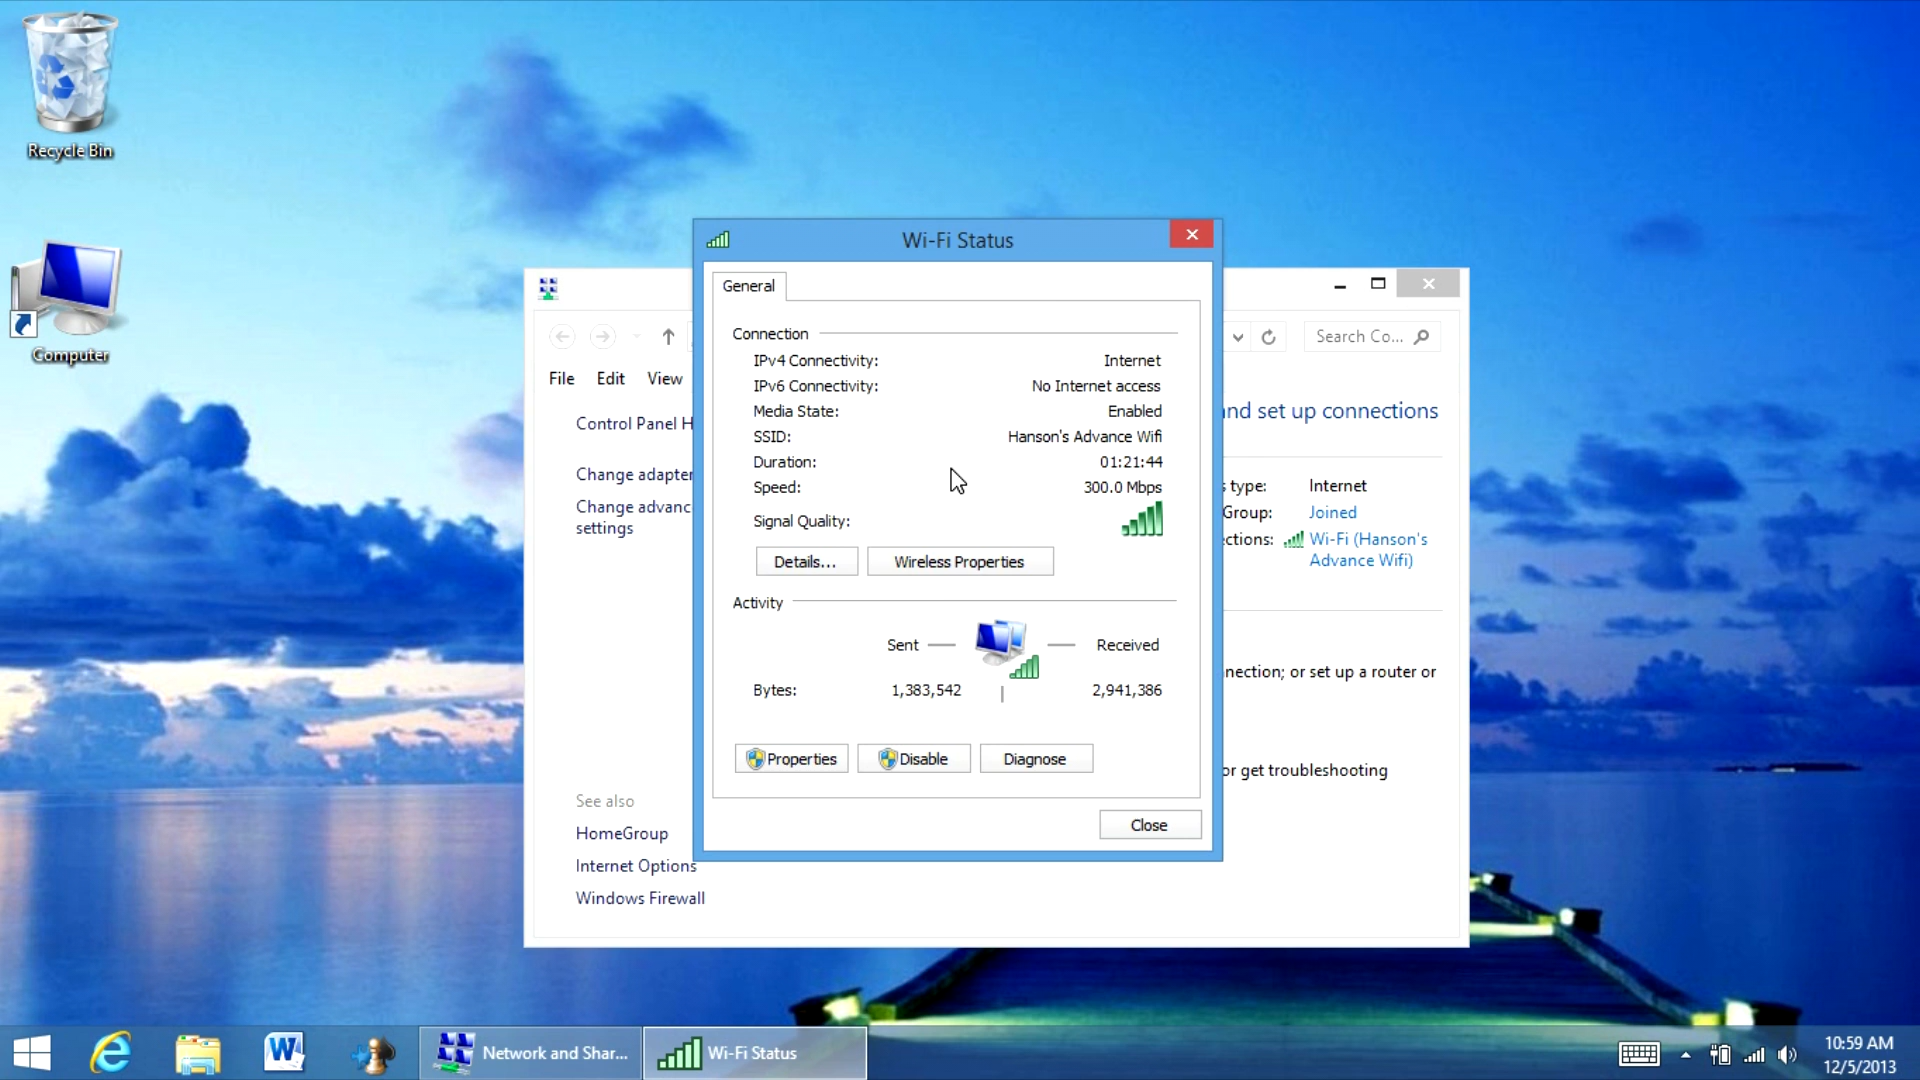 Recycle Bin
Computer
Wi-Fi Status
General
Connection
IPv4 Connectivity: Internet
IPv6 Connectivity: No Internet access
Media State: Enabled
SSID: Hanson's Advance Wifi
Duration: 01:21:44
Speed: 300.0 Mbps
Signal Quality:
Details... Wireless Properties
Activity
Sent Received
Bytes: 1,383,542 2,941,386
Properties Disable Diagnose
Close
Search Co...
File Edit View
Control Panel H
Change adapter
Change advanc
settings
See also
HomeGroup
Internet Options
Windows Firewall
nd set up connections
type: Internet
Group: Joined
ctions: Wi-Fi (Hanson's
Advance Wifi)
nection; or set up a router or
or get troubleshooting
W
Network and Shar...
Wi-Fi Status
10:59 AM
12/5/2013